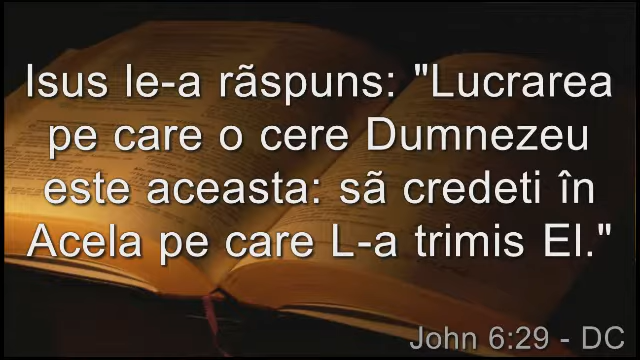 Isus le-a rãspuns: "Lucrarea
pe care o cere Dumnezeu
este aceasta: sã credeti în
Acela pe care L-a trimis El."
John 6:29 - DC